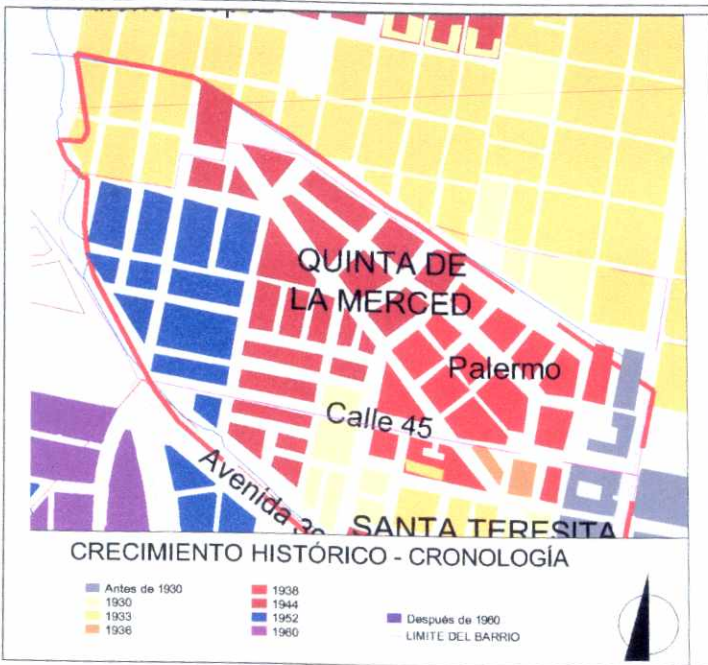 QUINTA DE
LA MERCED
Palermo
Calle 45
Avenida
SANTA TERESITA
CRECIMIENTO HISTÓRICO - CRONOLOGÍA
Antes de 1930
1930
1933
1936
1938
1944
1952
1960
Después de 1960
LIMITE DEL BARRIO